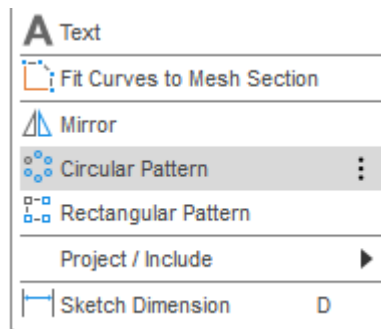 Text
Fit Curves to Mesh Section
Mirror
Circular Pattern
Rectangular Pattern
Project / Include
Sketch Dimension D